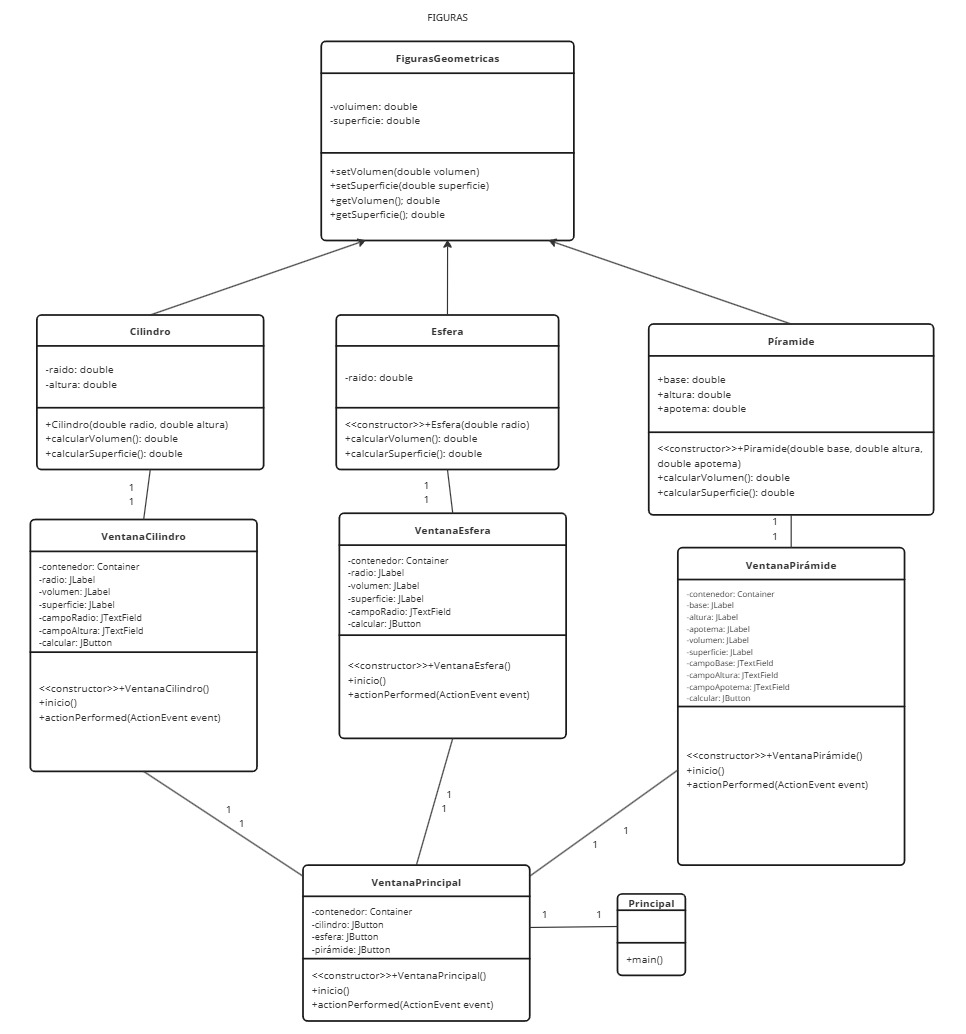 FIGURAS
FigurasGeometricas
-voluimen: double
-superficie: double
+setVolumen(double volumen)
+setSuperficie(double superficie)
+getVolumen(); double
+getSuperficie(); double
Cilindro
-raido: double
-altura: double
+Cilindro(double radio, double altura)
+calcularVolumen(): double
+calcularSuperficie(): double
Esfera
-raido: double
<<constructor>>+Esfera(double radio)
+calcularVolumen(): double
+calcularSuperficie(): double
Píramide
+base: double
+altura: double
+apotema: double
<<constructor>>+Piramide(double base, double altura,
double apotema)
+calcularVolumen(): double
+calcularSuperficie(): double
1
1
1
1
1
1
VentanaCilindro
-contenedor: Container
-radio: JLabel
-volumen: JLabel
-superficie: JLabel
-campoRadio: JTextField
-campoAltura: JTextField
-calcular: JButton
<<constructor>>+VentanaCilindro()
+inicio()
+actionPerformed(ActionEvent event)
VentanaEsfera
-contenedor: Container
-radio: JLabel
-volumen: JLabel
-superficie: JLabel
-campoRadio: JTextField
-calcular: JButton
<<constructor>>+VentanaEsfera()
+inicio()
+actionPerformed(ActionEvent event)
VentanaPirámide
-contenedor: Container
-base: JLabel
-altura: JLabel
-apotema: JLabel
-volumen: JLabel
-superficie: JLabel
-campoBase: JTextField
-campoAltura: JTextField
-campoApotema: JTextField
-calcular: JButton
<<constructor>>+VentanaPirámide()
+inicio()
+actionPerformed(ActionEvent event)
1
1
1
1
1
1
VentanaPrincipal
-contenedor: Container
-cilindro: JButton
-esfera: JButton
-pirámide: JButton
<<constructor>>+VentanaPrincipal()
+inicio()
+actionPerformed(ActionEvent event)
1
1
Principal
+main()